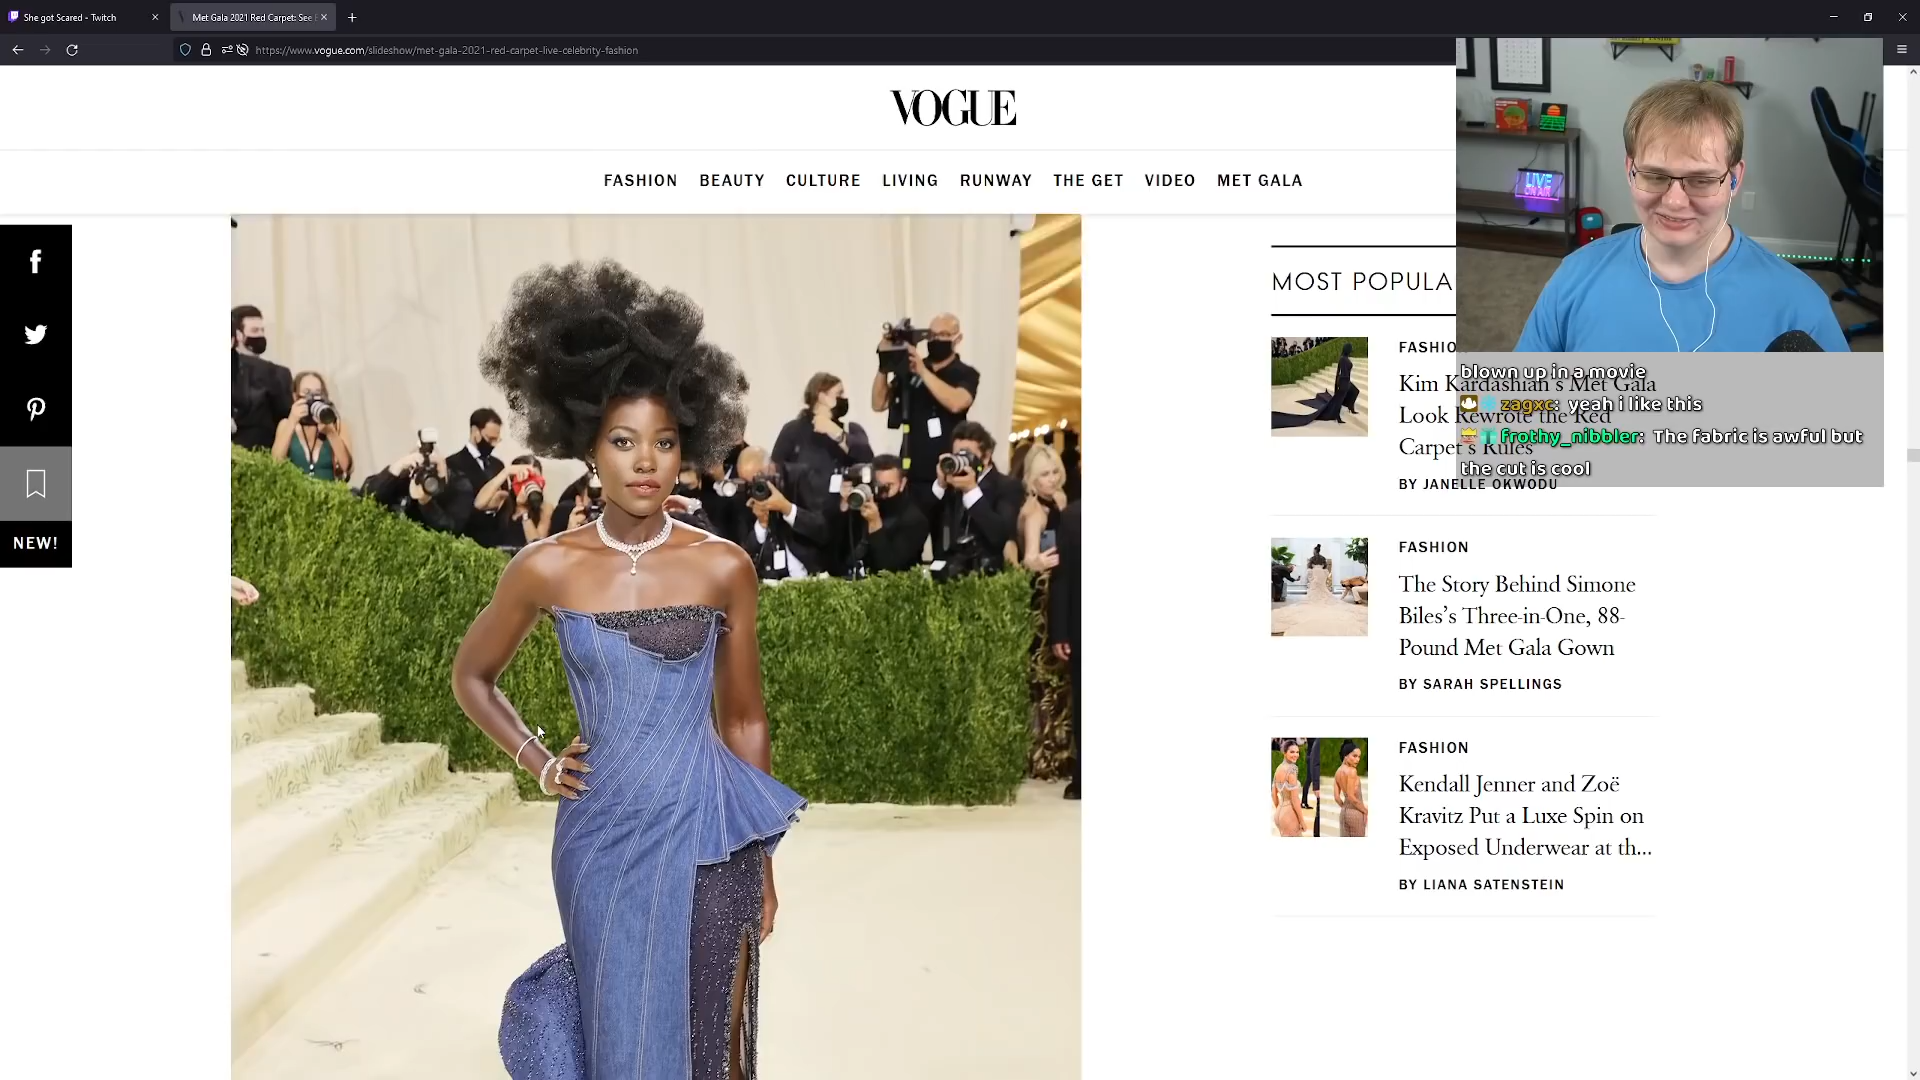 She got Scared - Twitch
Met Gala 2021 Red Carpet: See
https://www.vogue.com/slideshow/met-gala-2021-red-carpet-live-celebrity-fashion
VOGUE
FASHION BEAUTY CULTURE LIVING RUNWAY THE GET VIDEO MET GALA
NEW!
MOST POPULA
FASHIO
Kim Kardashian's Met Gala
Look Rewrote the Red
Carpet's Rules
BY JANELLE OKWODU
FASHION
The Story Behind Simone
Biles's Three-in-One, 88-
Pound Met Gala Gown
BY SARAH SPELLINGS
FASHION
Kendall Jenner and Zoë
Kravitz Put a Luxe Spin on
Exposed Underwear at th...
BY LIANA SATENSTEIN
LIVE
ON AIR
blown up in a movie
zagxc: yeah i like this
frothy_nibbler: The fabric is awful but
the cut is cool